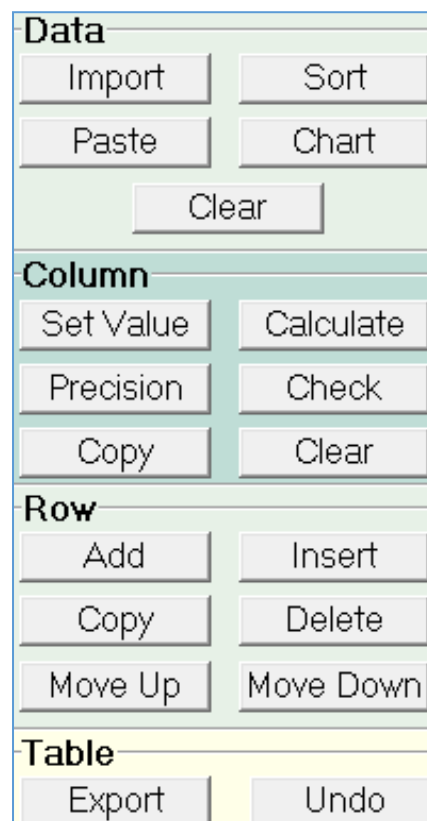 Data
Import Sort
Paste Chart
Clear
Column
Set Value Calculate
Precision Check
Copy Clear
Row
Add Insert
Copy Delete
Move Up Move Down
Table
Export Undo